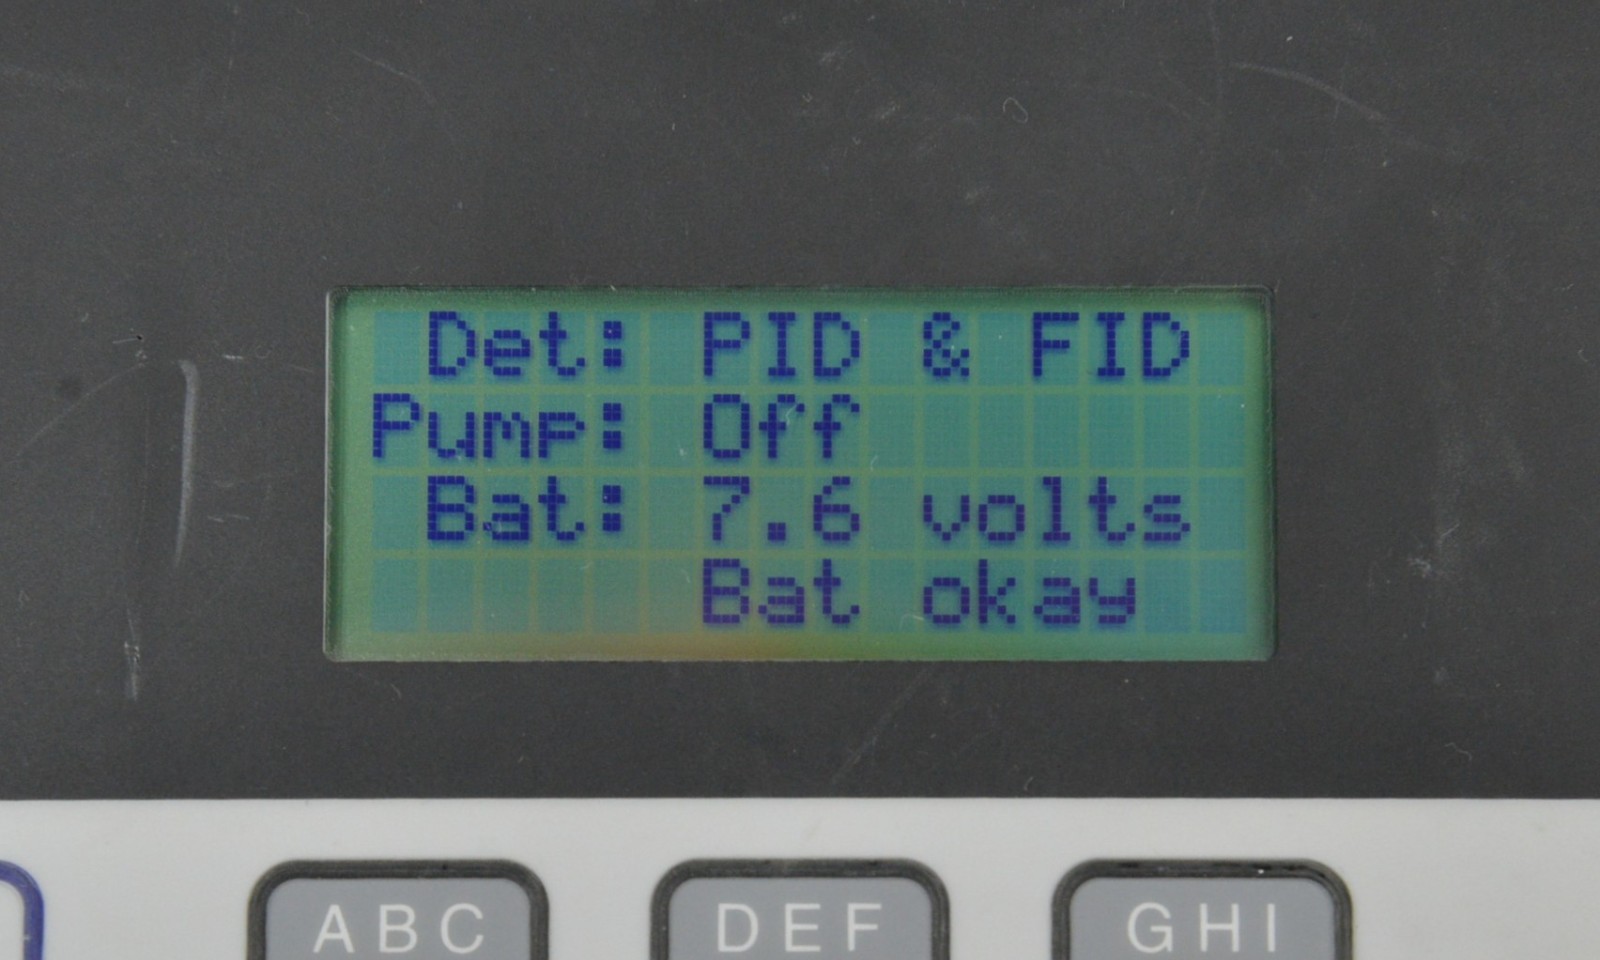 Det: PID & FID
Pump: Off
Bat: 7.6 volts
Bat okay
ABC DEF GHI